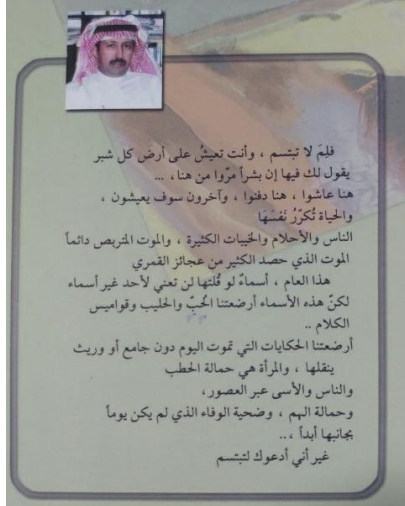 فلِمَ لا تبتسم ، وأنت تعيشُ على أرضَ كل شبر
يقول لك فيها إن بشراً مرّوا من هنا، ...
هنا عاشوا ، هنا دفنوا ، وآخرون سوف يعيشون ،
والحياة تُكرّرُ نَفْسَهَا
الناس والأحلام والخيبات الكثيرة ، والموت المتربص دائماً
الموت الذي حصد الكثير من عجائز القمري
هذا العام ، أسماءٌ لو قُلتها لن تعني لأحد غير أسماء
لكنّ هذه الأسماء أرضعتنا الحُبّ والحليب وقواميس
الكلام ..
أرضعتنا الحكايات التي تموت اليوم دون جامع أو وريث
ينقلها ، والمرأة هي حمالة الحطب
والناس والأسى عبر العصور،
وحمالة الهم ، وضحية الوفاء الذي لم يكن يوماً
بجانبها أبداً ، ..
غير أني أدعوك لتبتسم